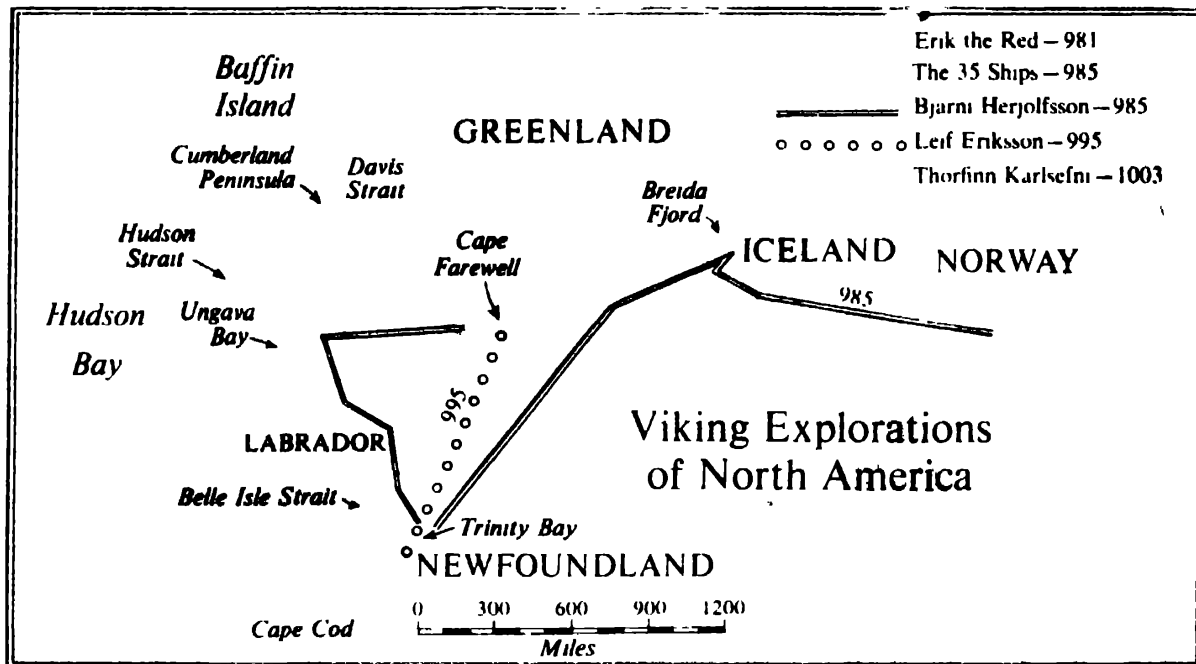 Erik the Red – 981
The 35 Ships – 985
Bjarni Herjolfsson – 985
Leif Eriksson – 995
Thorfinn Karlsefni – 1003
Baffin
Island
GREENLAND
Cumberland
Peninsula
Davis
Strait
Breida
Fjord
Hudson
Strait
Cape
Farewell
ICELAND
NORWAY
985
Hudson
Bay
Ungava
Bay
995
LABRADOR
Viking Explorations
of North America
Belle Isle Strait
Trinity Bay
NEWFOUNDLAND
0 300 600 900 1200
Cape Cod
Miles